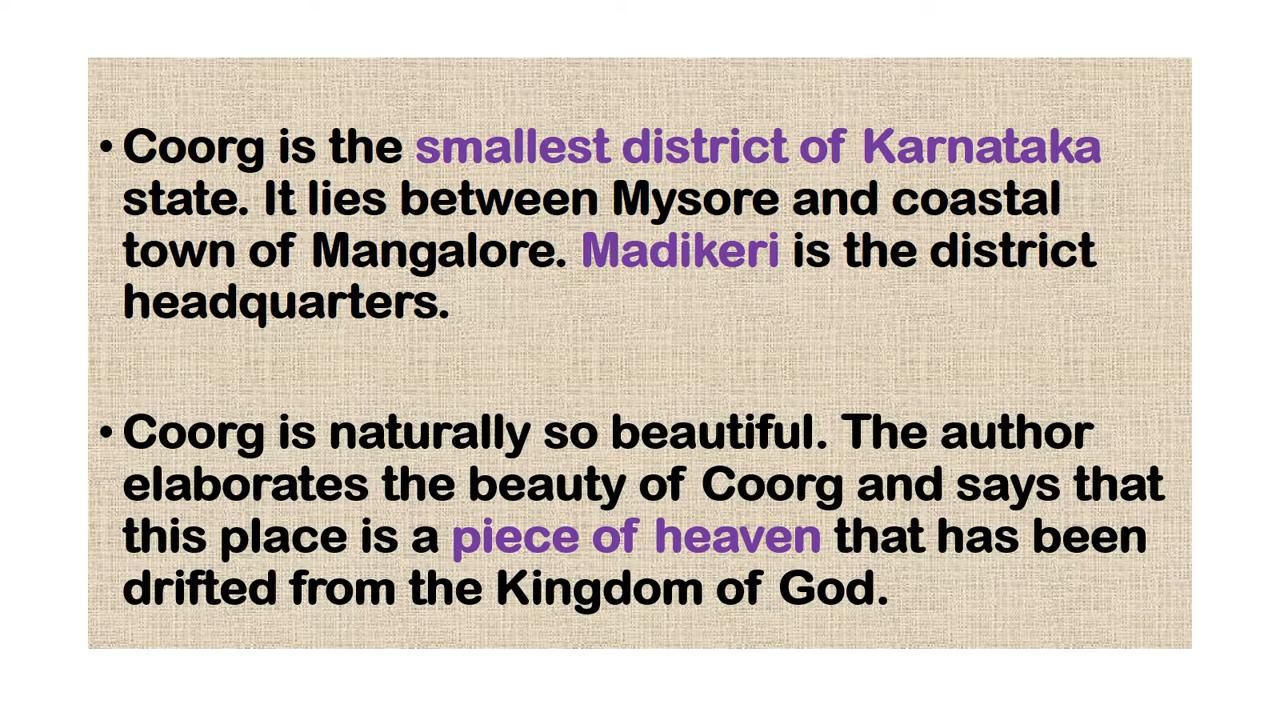 • Coorg is the smallest district of Karnataka
state. It lies between Mysore and coastal
town of Mangalore. Madikeri is the district
headquarters.
• Coorg is naturally so beautiful. The author
elaborates the beauty of Coorg and says that
this place is a piece of heaven that has been
drifted from the Kingdom of God.